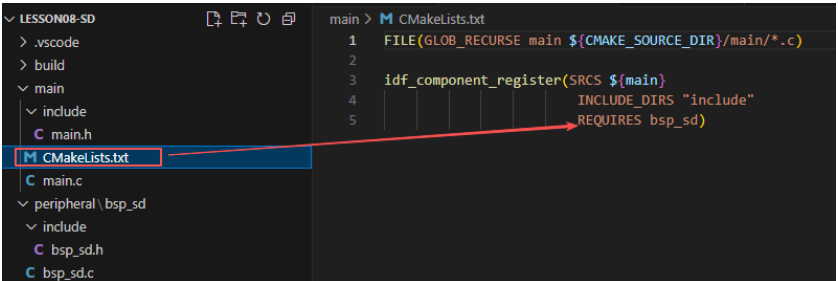 LESSON08-SD
.vscode
build
main
include
C main.h
M CMakeLists.txt
C main.c
peripheral\bsp_sd
include
C bsp_sd.h
C bsp_sd.c
main > M CMakeLists.txt
1 FILE(GLOB_RECURSE main ${CMAKE_SOURCE_DIR}/main/*.c)
2
3 idf_component_register(SRCS ${main}
4 INCLUDE_DIRS "include"
5 REQUIRES bsp_sd)